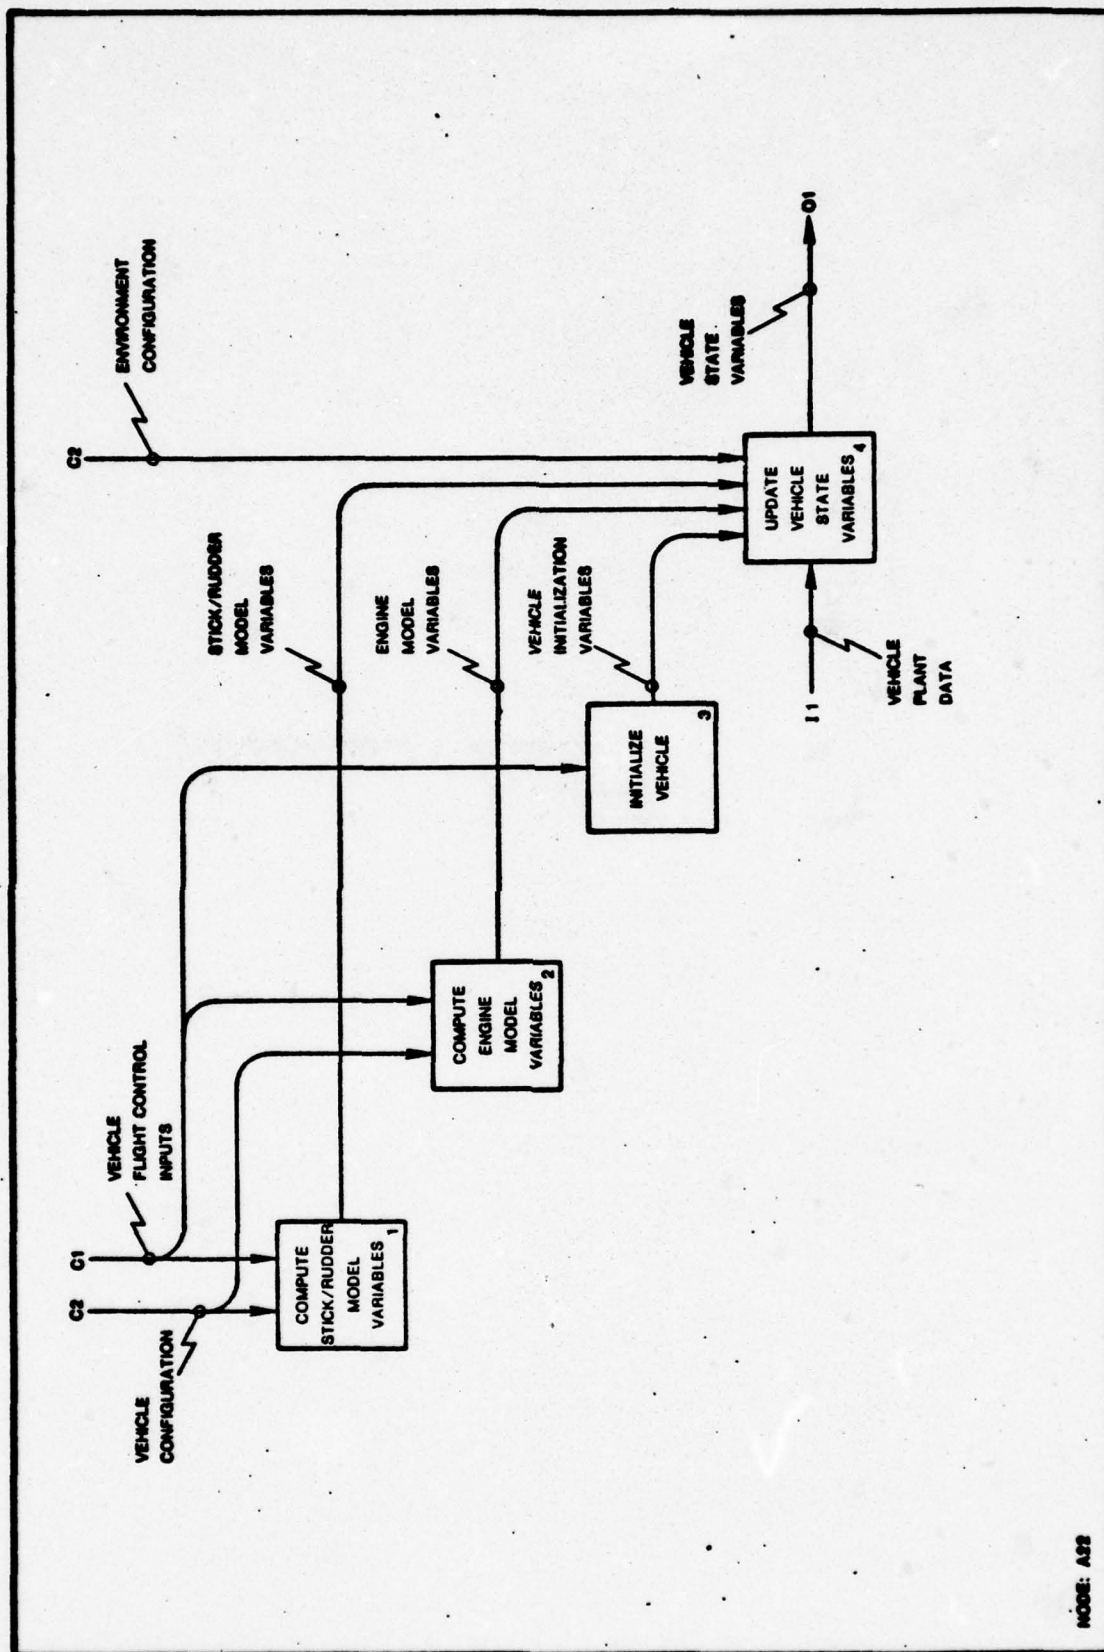 C2
C1
VEHICLE
FLIGHT CONTROL
INPUTS
VEHICLE
CONFIGURATION
C2
ENVIRONMENT
CONFIGURATION
COMPUTE
STICK/RUDDER
MODEL
VARIABLES 1
STICK/RUDDER
MODEL
VARIABLES
COMPUTE
ENGINE
MODEL
VARIABLES 2
ENGINE
MODEL
VARIABLES
INITIALIZE
VEHICLE
3
VEHICLE
INITIALIZATION
VARIABLES
UPDATE
VEHICLE
STATE
VARIABLES 4
VEHICLE
STATE
VARIABLES
O1
I1
VEHICLE
PLANT
DATA
NODE: A22